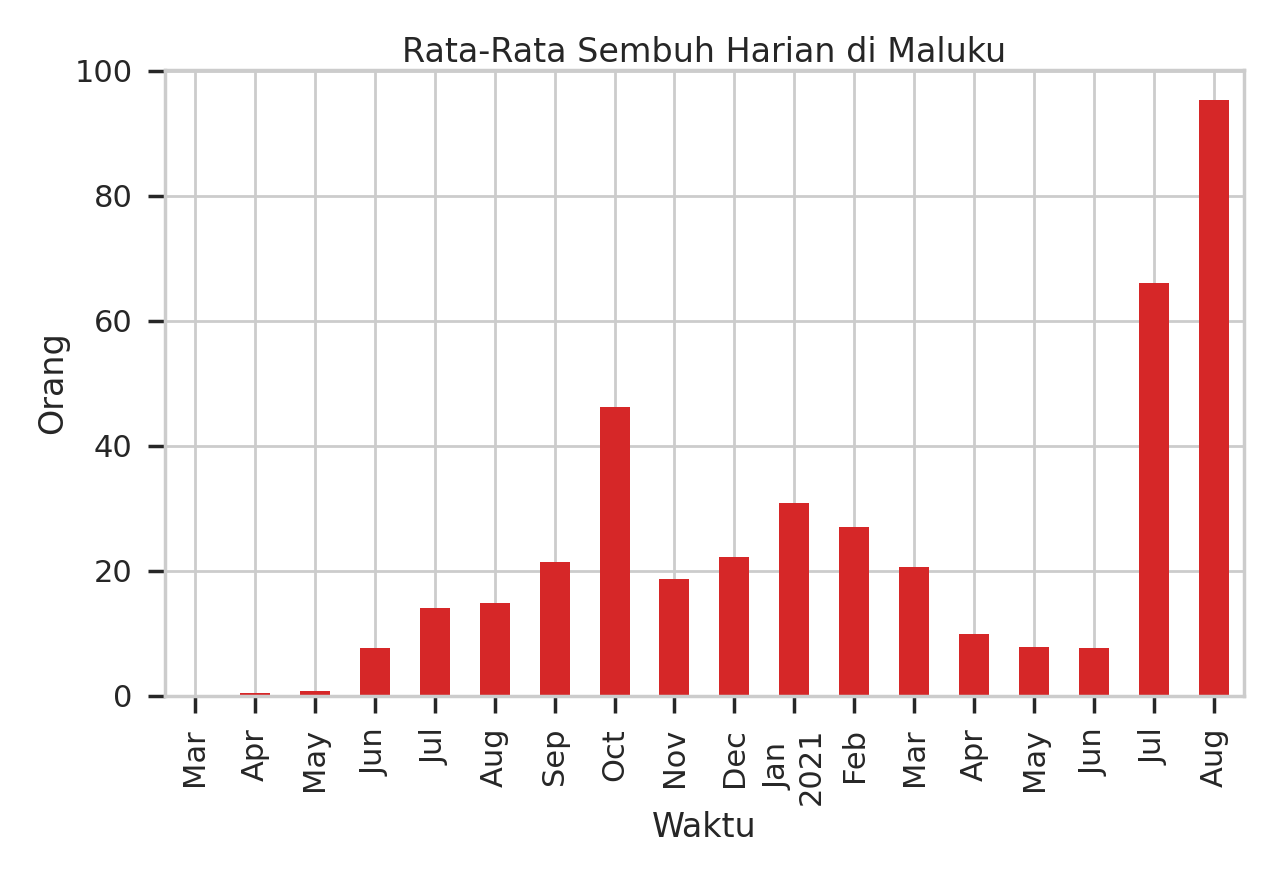 Rata-Rata Sembuh Harian di Maluku
100
80
60
40
20
0
Orang
Mar
Apr
May
Jun
Jul
Aug
Sep
Oct
Nov
Dec
Jan
2021
Feb
Mar
Apr
May
Jun
Jul
Aug
Waktu